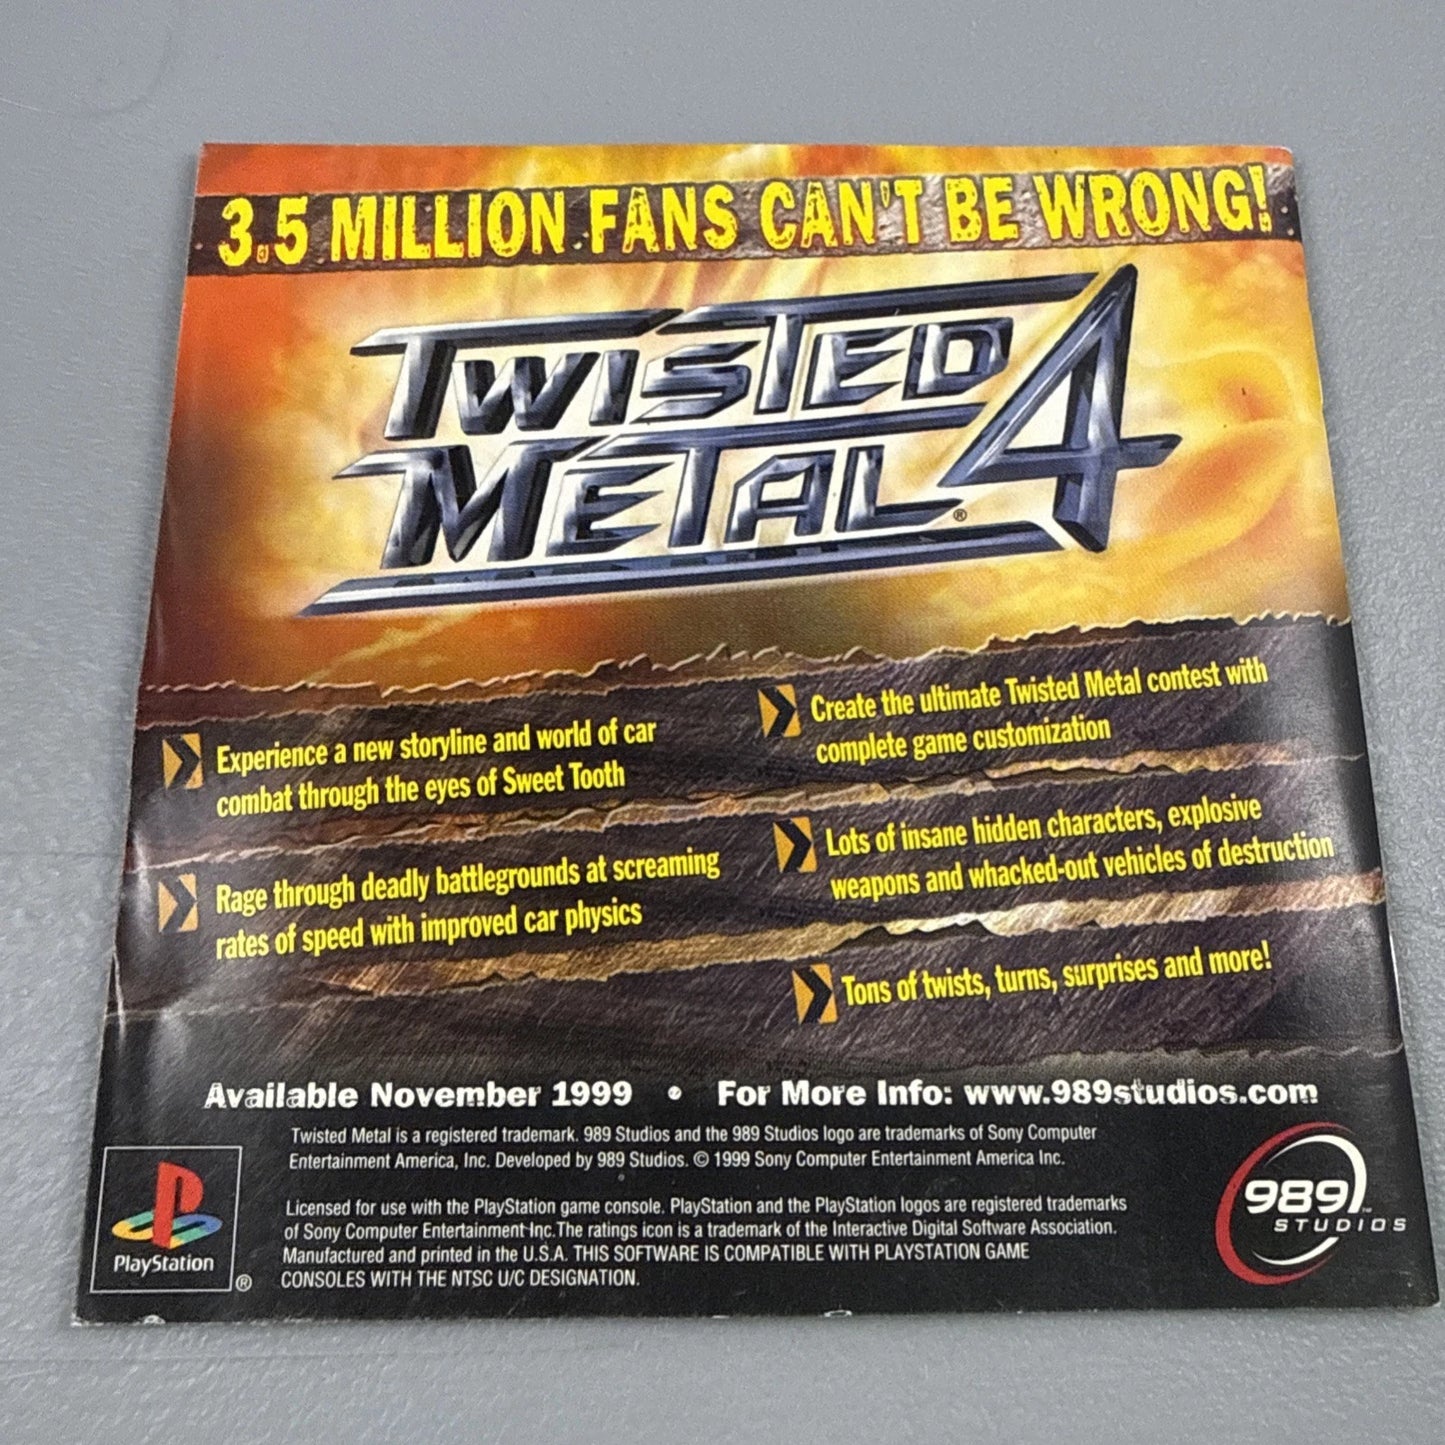 3.5 MILLION FANS CAN'T BE WRONG!
TWISTED
METAL® 4
Experience a new storyline and world of car
combat through the eyes of Sweet Tooth
Rage through deadly battlegrounds at screaming
rates of speed with improved car physics
Create the ultimate Twisted Metal contest with
complete game customization
Lots of insane hidden characters, explosive
weapons and whacked-out vehicles of destruction
Tons of twists, turns, surprises and more!
Available November 1999 • For More Info: www.989studios.com
Twisted Metal is a registered trademark. 989 Studios and the 989 Studios logo are trademarks of Sony Computer
Entertainment America, Inc. Developed by 989 Studios. © 1999 Sony Computer Entertainment America Inc.
Licensed for use with the PlayStation game console. PlayStation and the PlayStation logos are registered trademarks
of Sony Computer Entertainment Inc. The ratings icon is a trademark of the Interactive Digital Software Association.
Manufactured and printed in the U.S.A. THIS SOFTWARE IS COMPATIBLE WITH PLAYSTATION GAME
CONSOLES WITH THE NTSC U/C DESIGNATION.
PlayStation ®
989 ™
STUDIOS